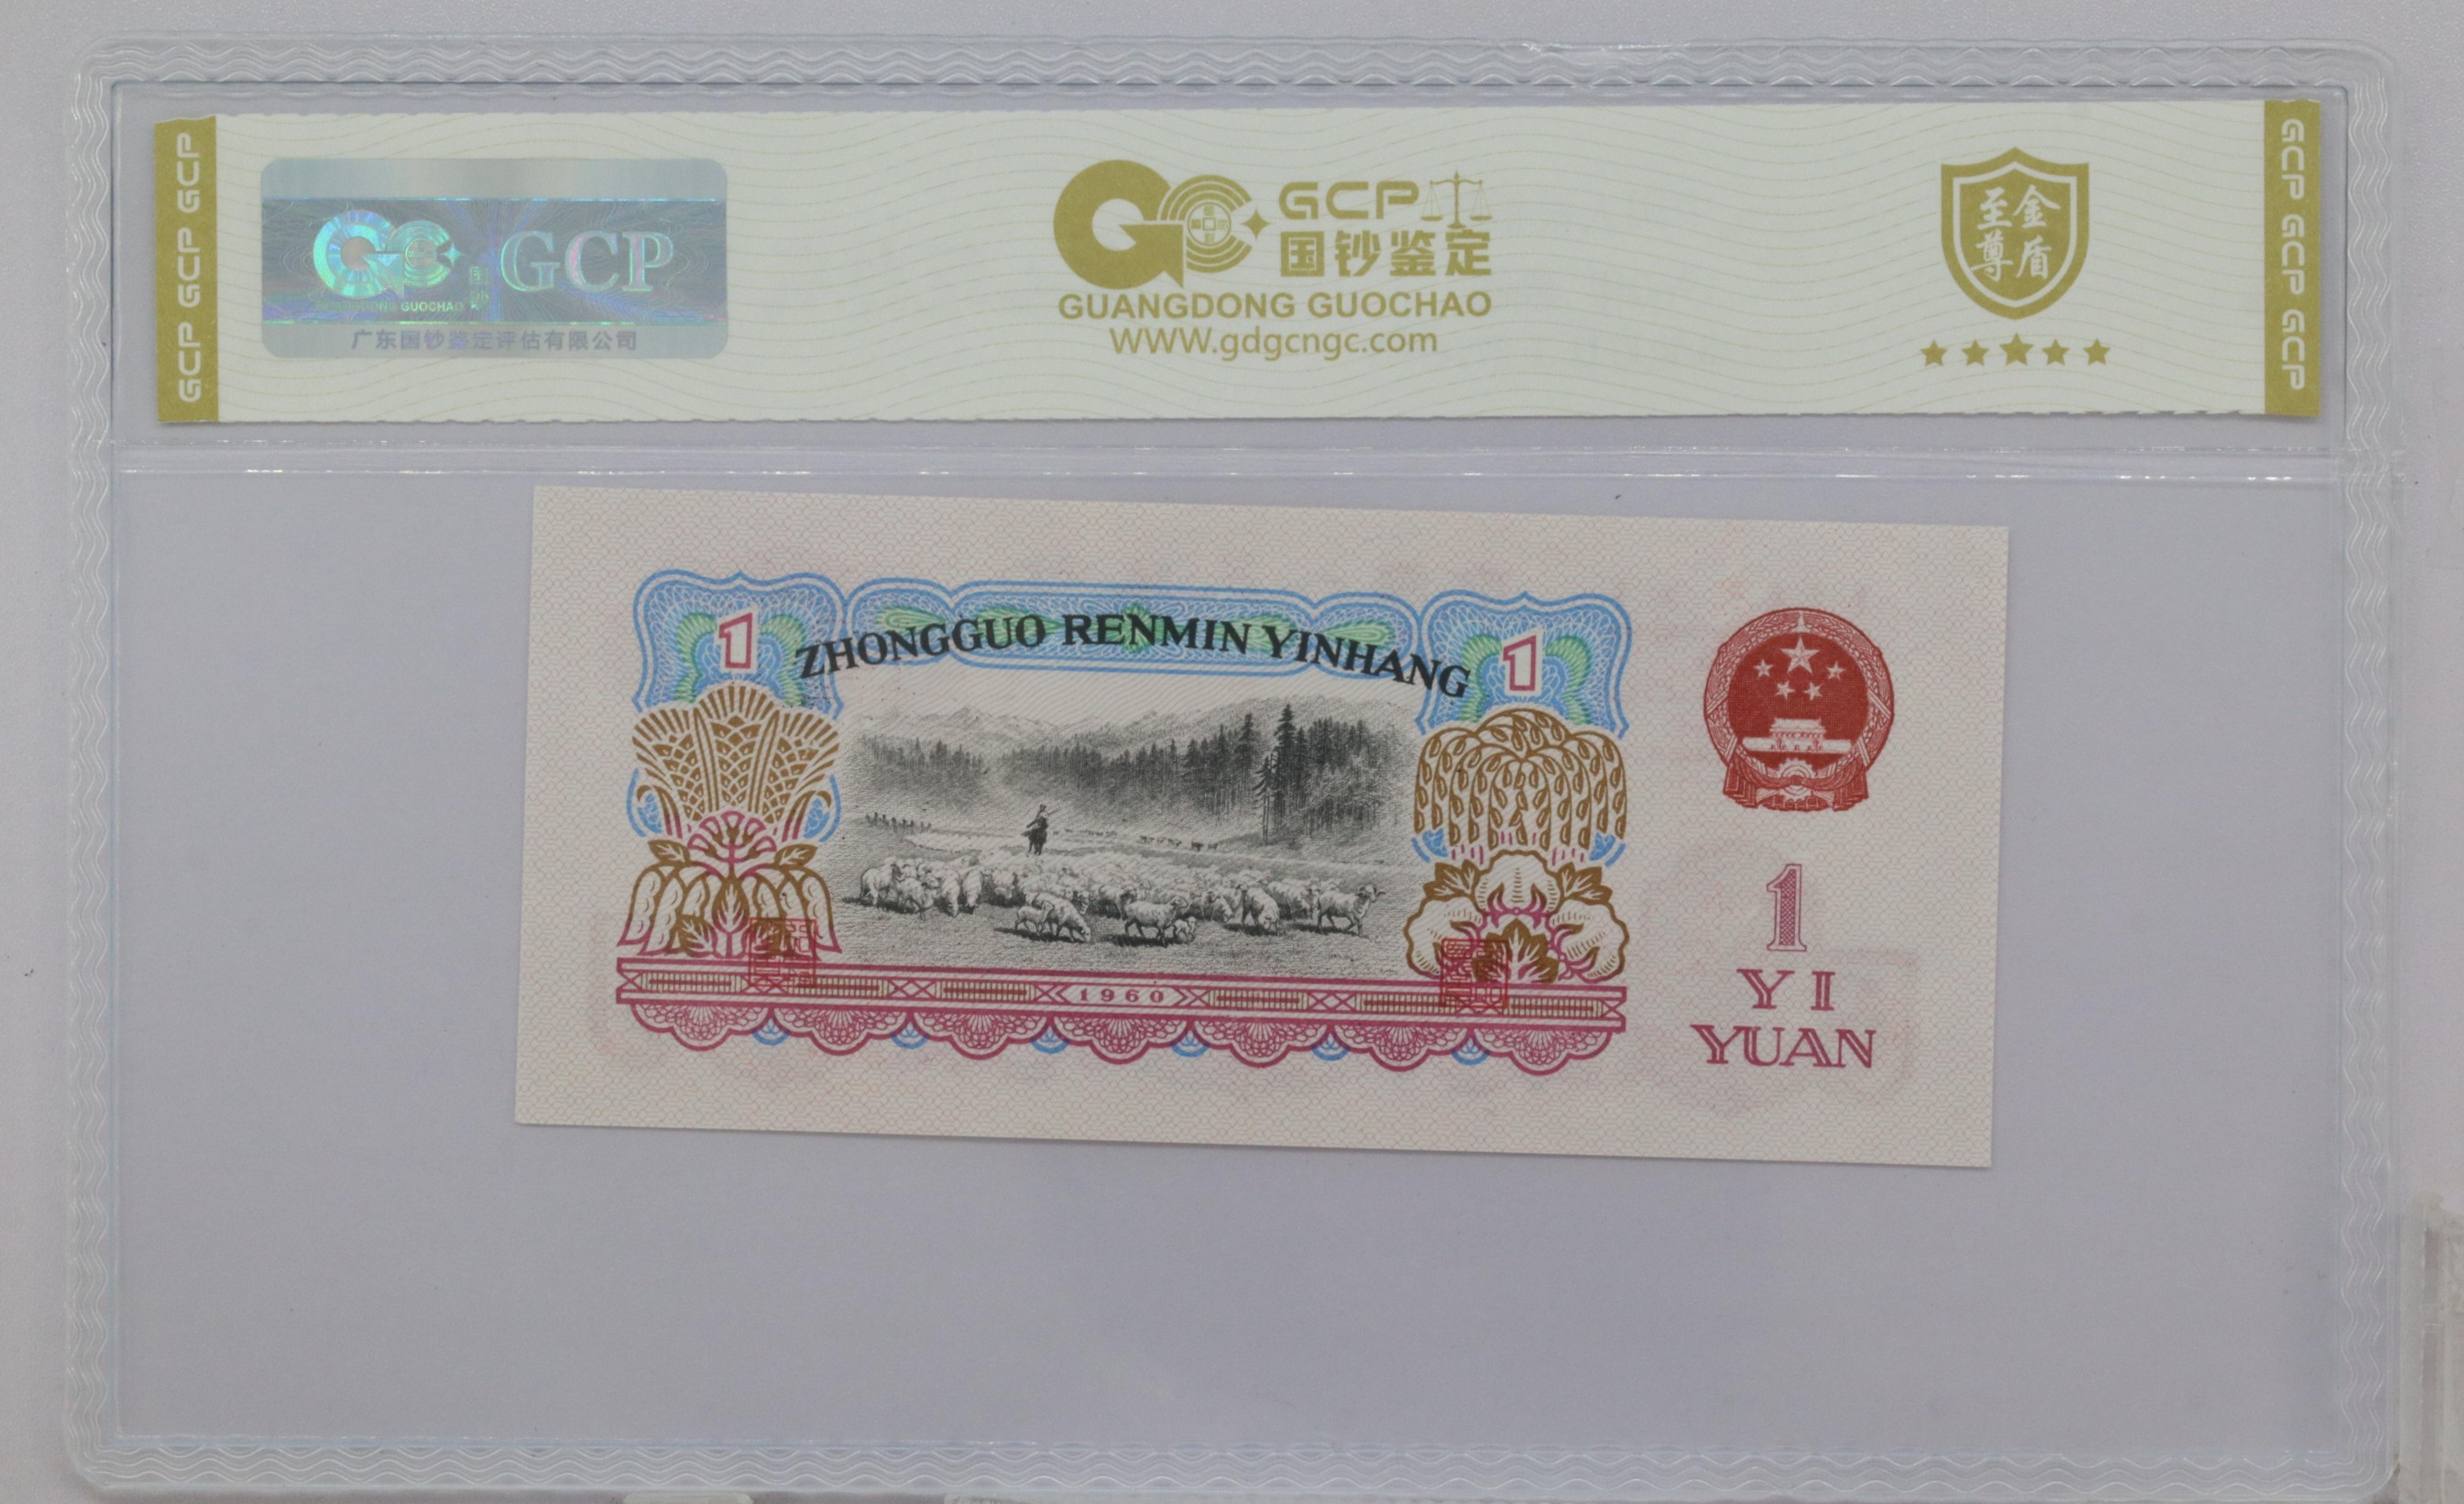 GCP GCP GCP
GCP
GUANGDONG GUOCHAO
广东国钞鉴定评估有限公司
GCP
国钞鉴定
GUANGDONG GUOCHAO
www.gdgcngc.com
至金
尊盾
GCP GCP GCP
1 ZHONGGUO RENMIN YINHANG 1
1960
1
YI
YUAN